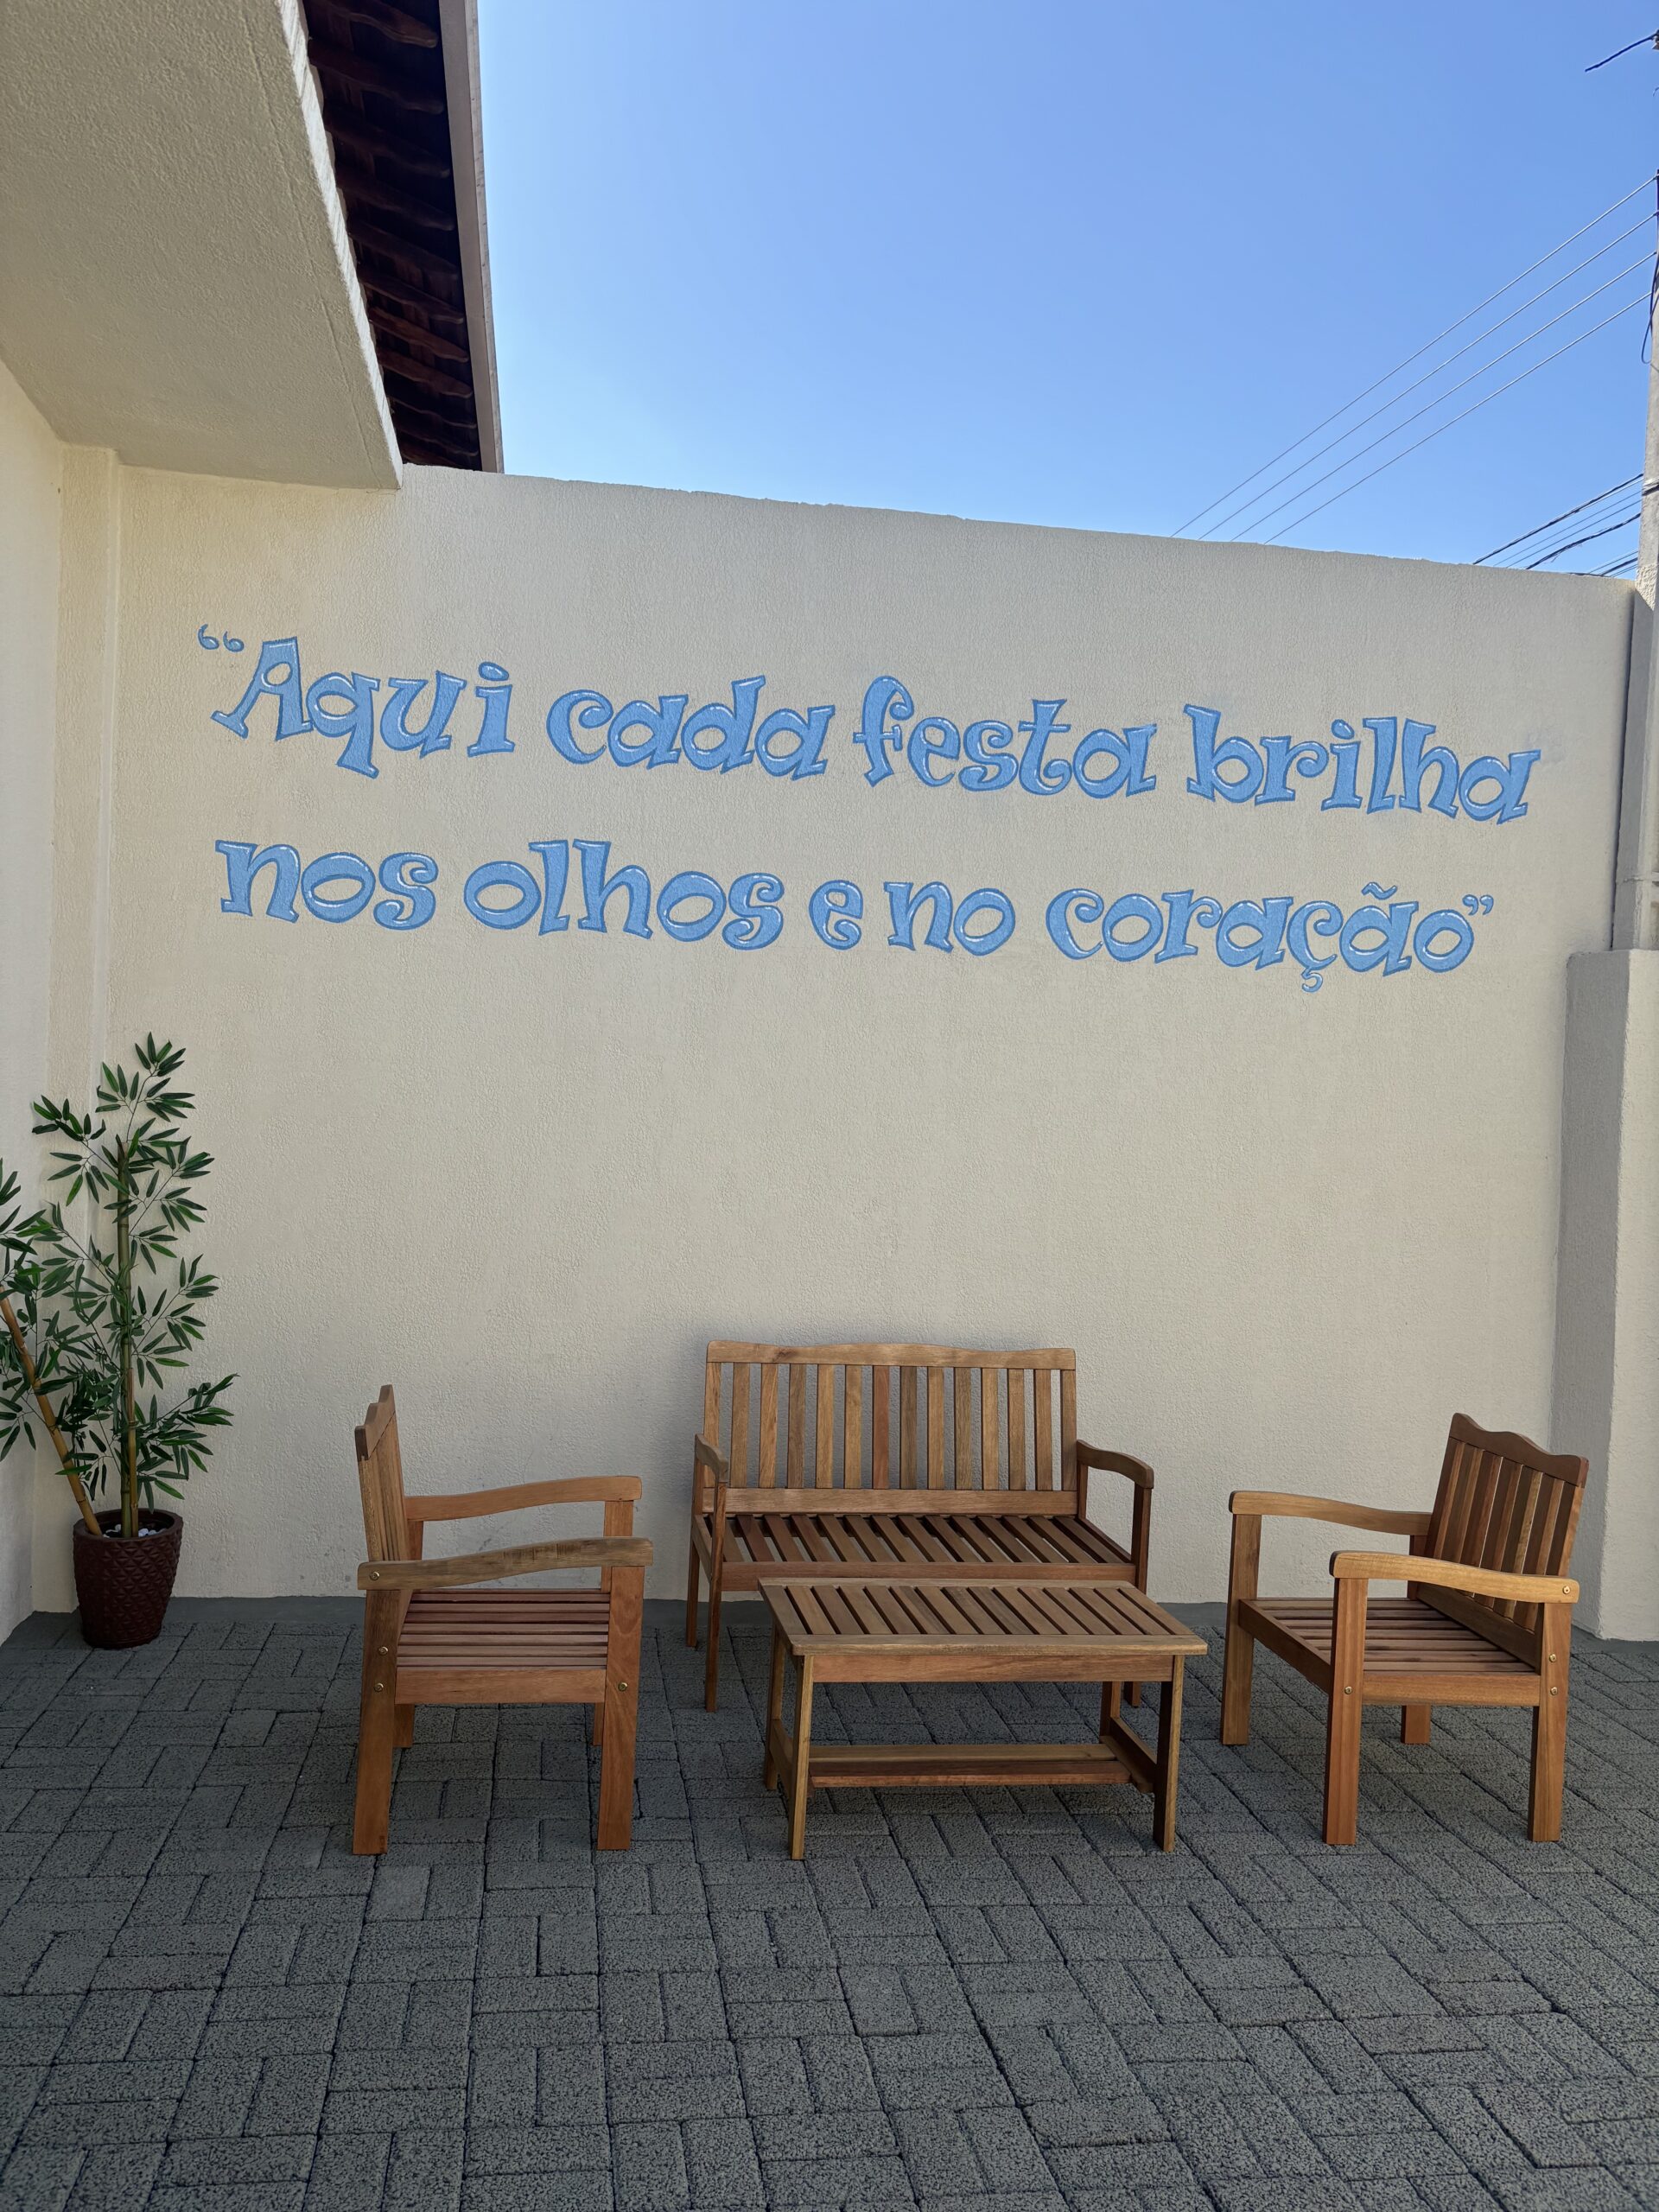 “Aqui cada festa brilha
nos olhos e no coração”